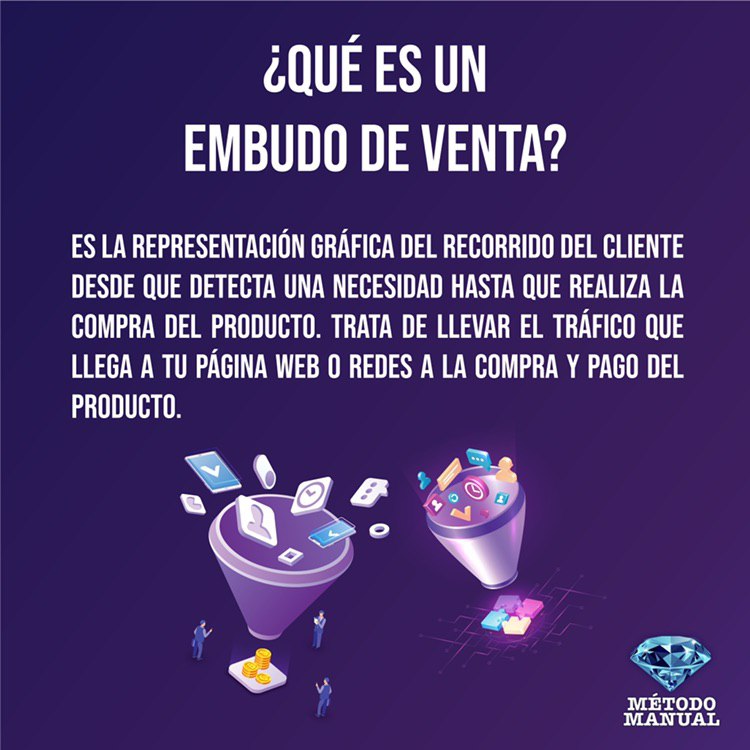 ¿QUÉ ES UN
EMBUDO DE VENTA?
ES LA REPRESENTACIÓN GRÁFICA DEL RECORRIDO DEL CLIENTE
DESDE QUE DETECTA UNA NECESIDAD HASTA QUE REALIZA LA
COMPRA DEL PRODUCTO. TRATA DE LLEVAR EL TRÁFICO QUE
LLEGA A TU PÁGINA WEB O REDES A LA COMPRA Y PAGO DEL
PRODUCTO.
MÉTODO
MANUAL